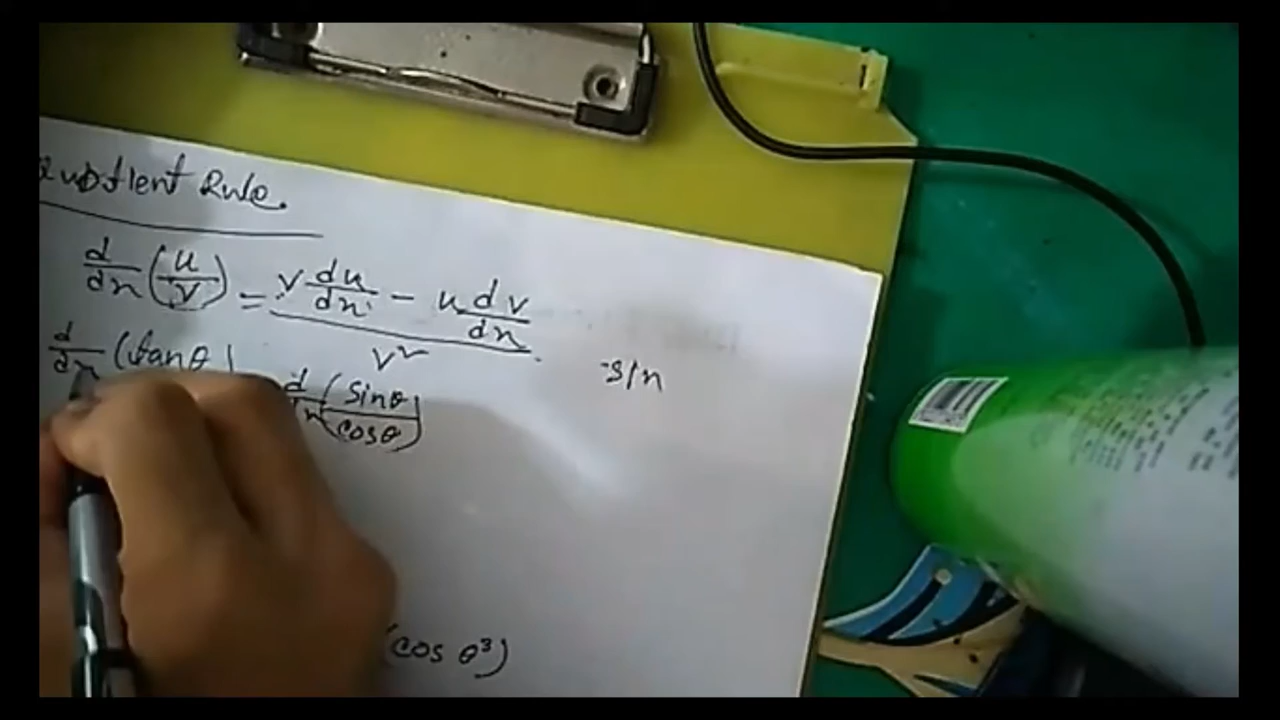 Quotient Rule.
d/dx (u/v) = v du/dx - u dv/dx / v²
d/dx (tanθ) d/dx (sinθ/cosθ)
sin
(cos θ³)